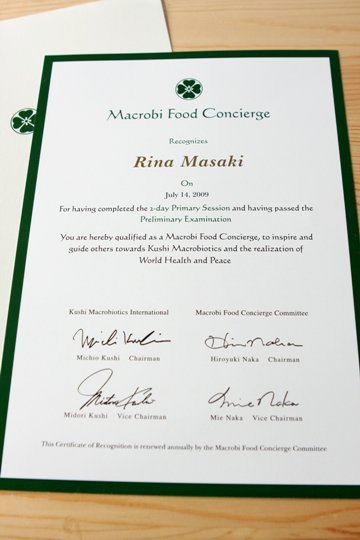 Macrobi Food Concierge
Recognizes
Rina Masaki
On
July 14, 2009
For having completed the 2-day Primary Session and having passed the
Preliminary Examination
You are hereby qualified as a Macrobi Food Concierge, to inspire and
guide others towards Kushi Macrobiotics and the realization of
World Health and Peace
Kushi Macrobiotics International
Macrobi Food Concierge Committee
Michio Kushi Chairman
Hiroyuki Naka Chairman
Midori Kushi Vice Chairman
Mie Naka Vice Chairman
This Certificate of Recognition is renewed annually by the Macrobi Food Concierge Committee